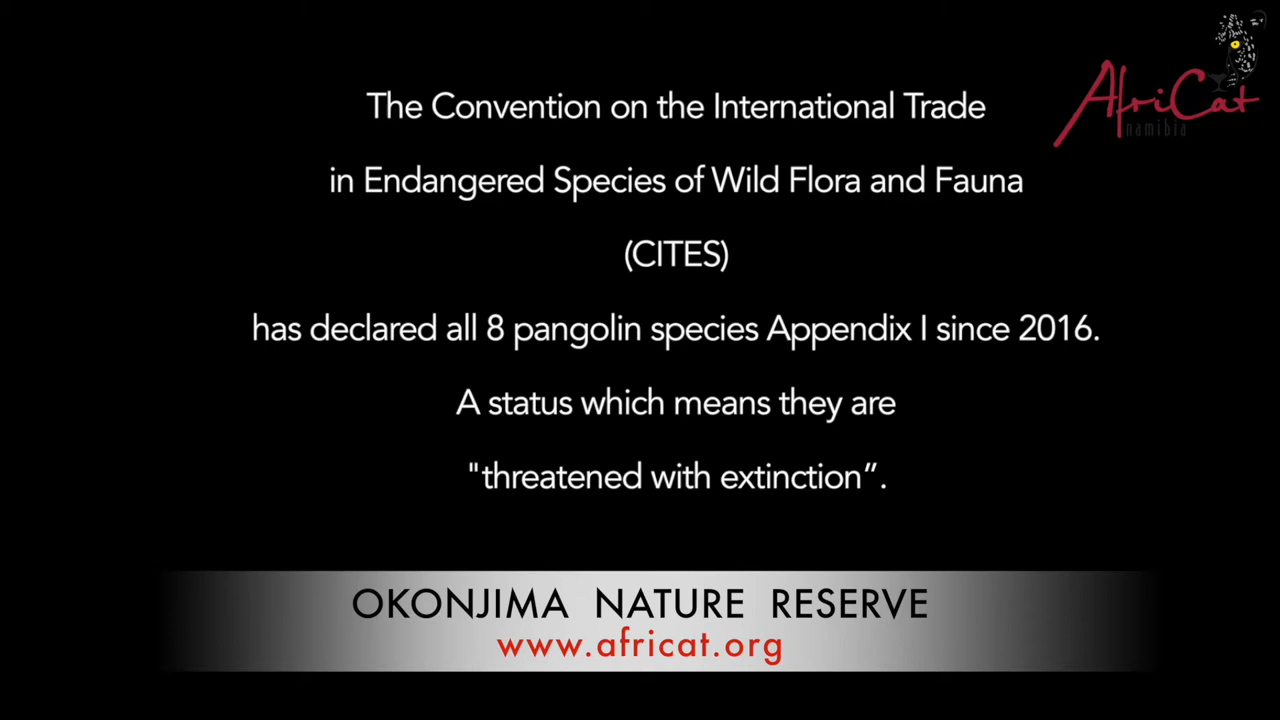 The Convention on the International Trade
in Endangered Species of Wild Flora and Fauna
(CITES)
has declared all 8 pangolin species Appendix I since 2016.
A status which means they are
"threatened with extinction”.
AfriCat
namibia
OKONJIMA NATURE RESERVE
www.africat.org